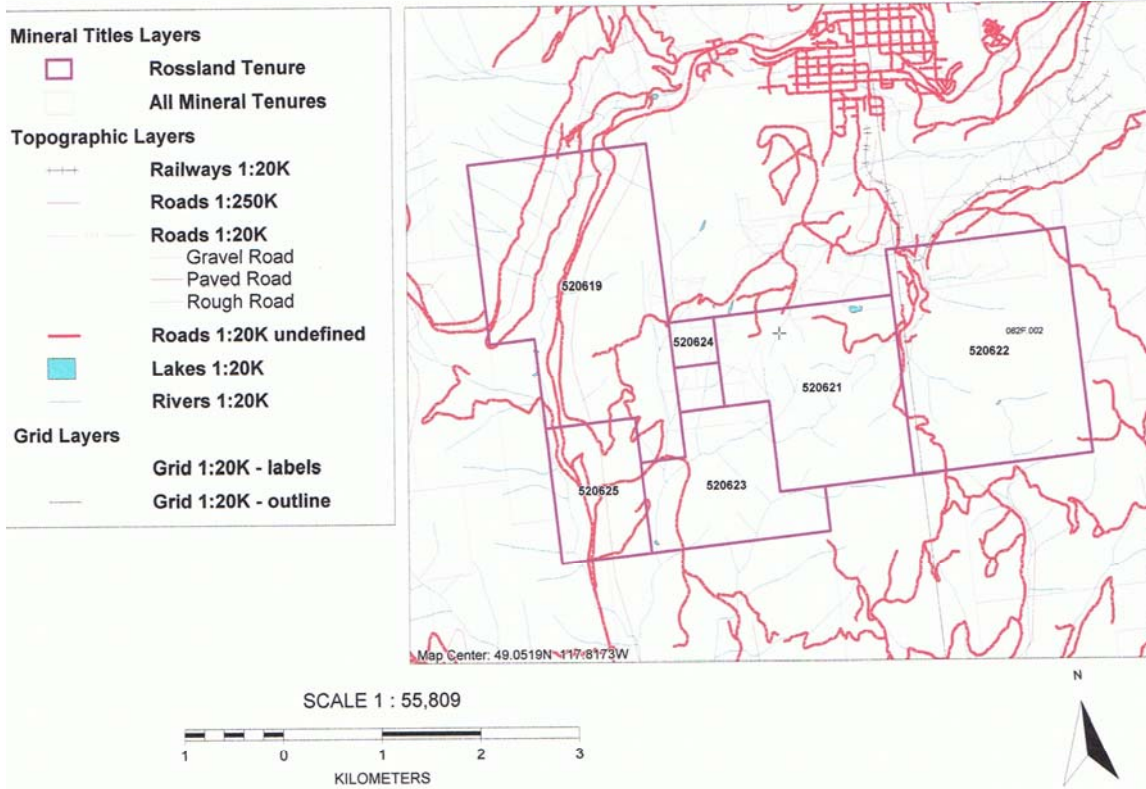 Mineral Titles Layers
Rossland Tenure
All Mineral Tenures
Topographic Layers
Railways 1:20K
Roads 1:250K
Roads 1:20K
Gravel Road
Paved Road
Rough Road
Roads 1:20K undefined
Lakes 1:20K
Rivers 1:20K
Grid Layers
Grid 1:20K - labels
Grid 1:20K - outline
520619
520624
520621
082F.002
520622
520625
520623
Map Center: 49.0519N 117.8173W
SCALE 1 : 55,809
1 0 1 2 3
KILOMETERS
N